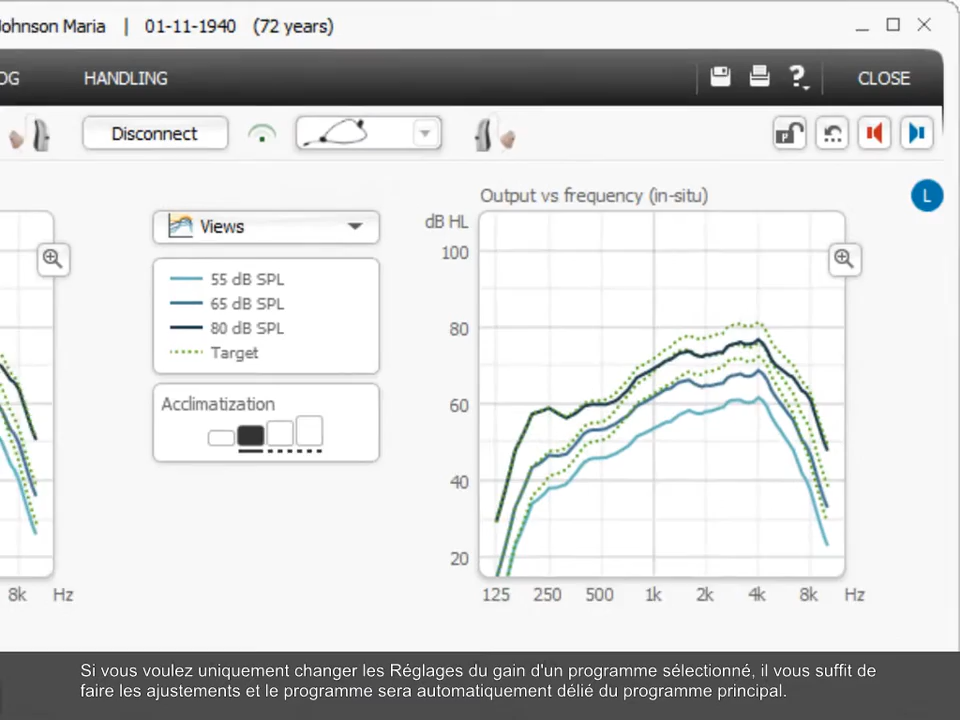 Johnson Maria | 01-11-1940 (72 years)
OG HANDLING ? CLOSE
Disconnect
P
Output vs frequency (in-situ)
L
Views
dB HL
100
80
60
40
20
55 dB SPL
65 dB SPL
80 dB SPL
Target
Acclimatization
8k Hz
125 250 500 1k 2k 4k 8k Hz
Si vous voulez uniquement changer les Réglages du gain d'un programme sélectionné, il vous suffit de
faire les ajustements et le programme sera automatiquement délié du programme principal.